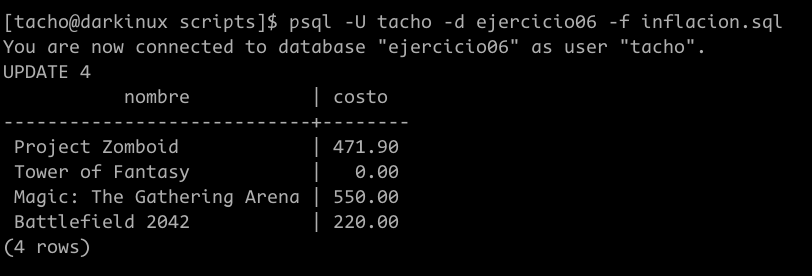 [tacho@darkinux scripts]$ psql -U tacho -d ejercicio06 -f inflacion.sql
You are now connected to database "ejercicio06" as user "tacho".
UPDATE 4
           nombre            | costo
-----------------------------+--------
 Project Zomboid             | 471.90
 Tower of Fantasy            |   0.00
 Magic: The Gathering Arena | 550.00
 Battlefield 2042            | 220.00
(4 rows)